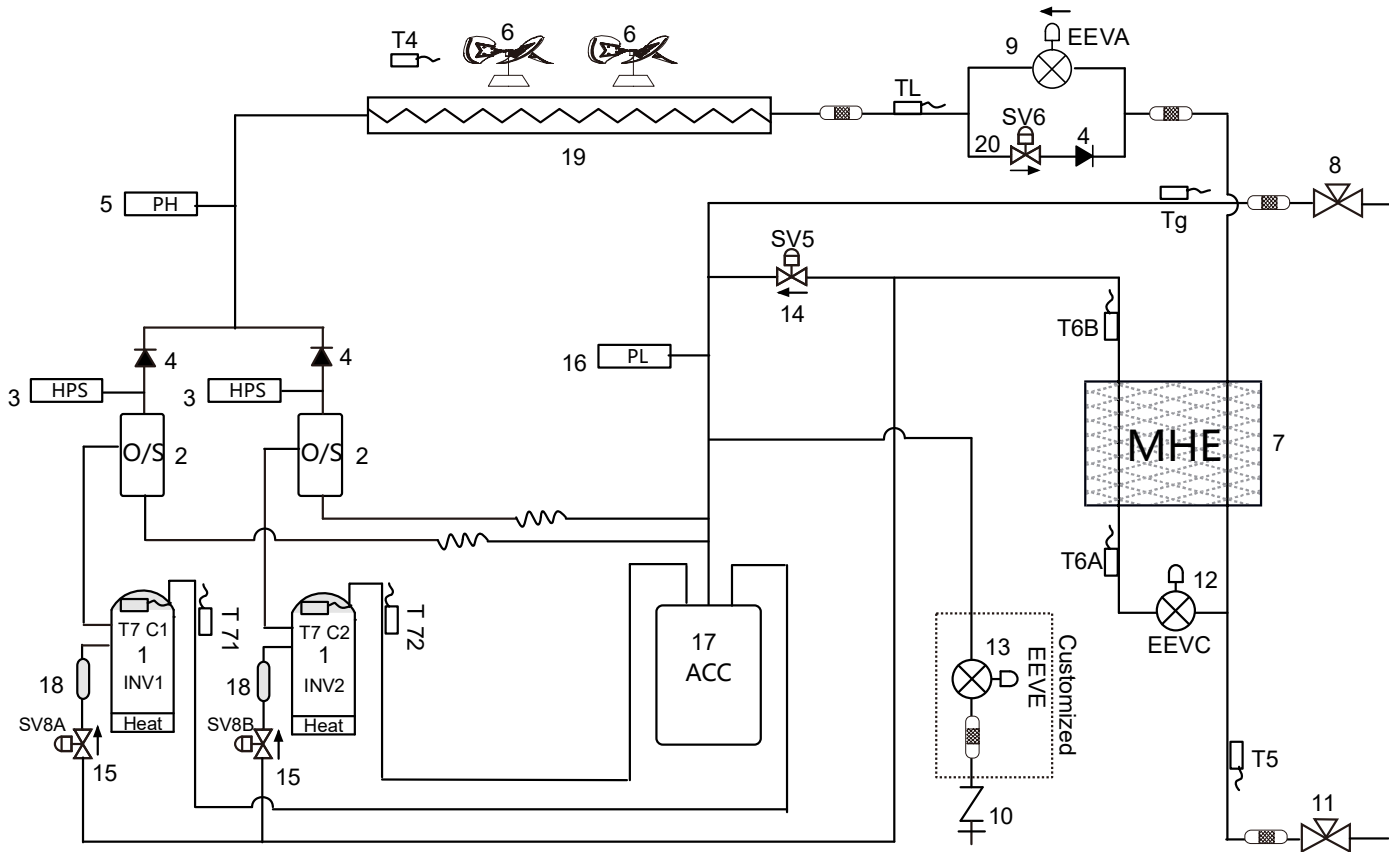 T4
6
6
9
EEVA
TL
SV6
20
4
19
5
PH
8
Tg
SV5
14
T6B
4
4
16
PL
3
HPS
3
HPS
MHE
7
O/S
2
O/S
2
T6A
12
EEVC
T7 C1
1
INV1
Heat
T 71
T7 C2
1
INV2
Heat
T 72
17
ACC
13
EEVE
Customized
18
18
SV8A
SV8B
15
15
T5
10
11